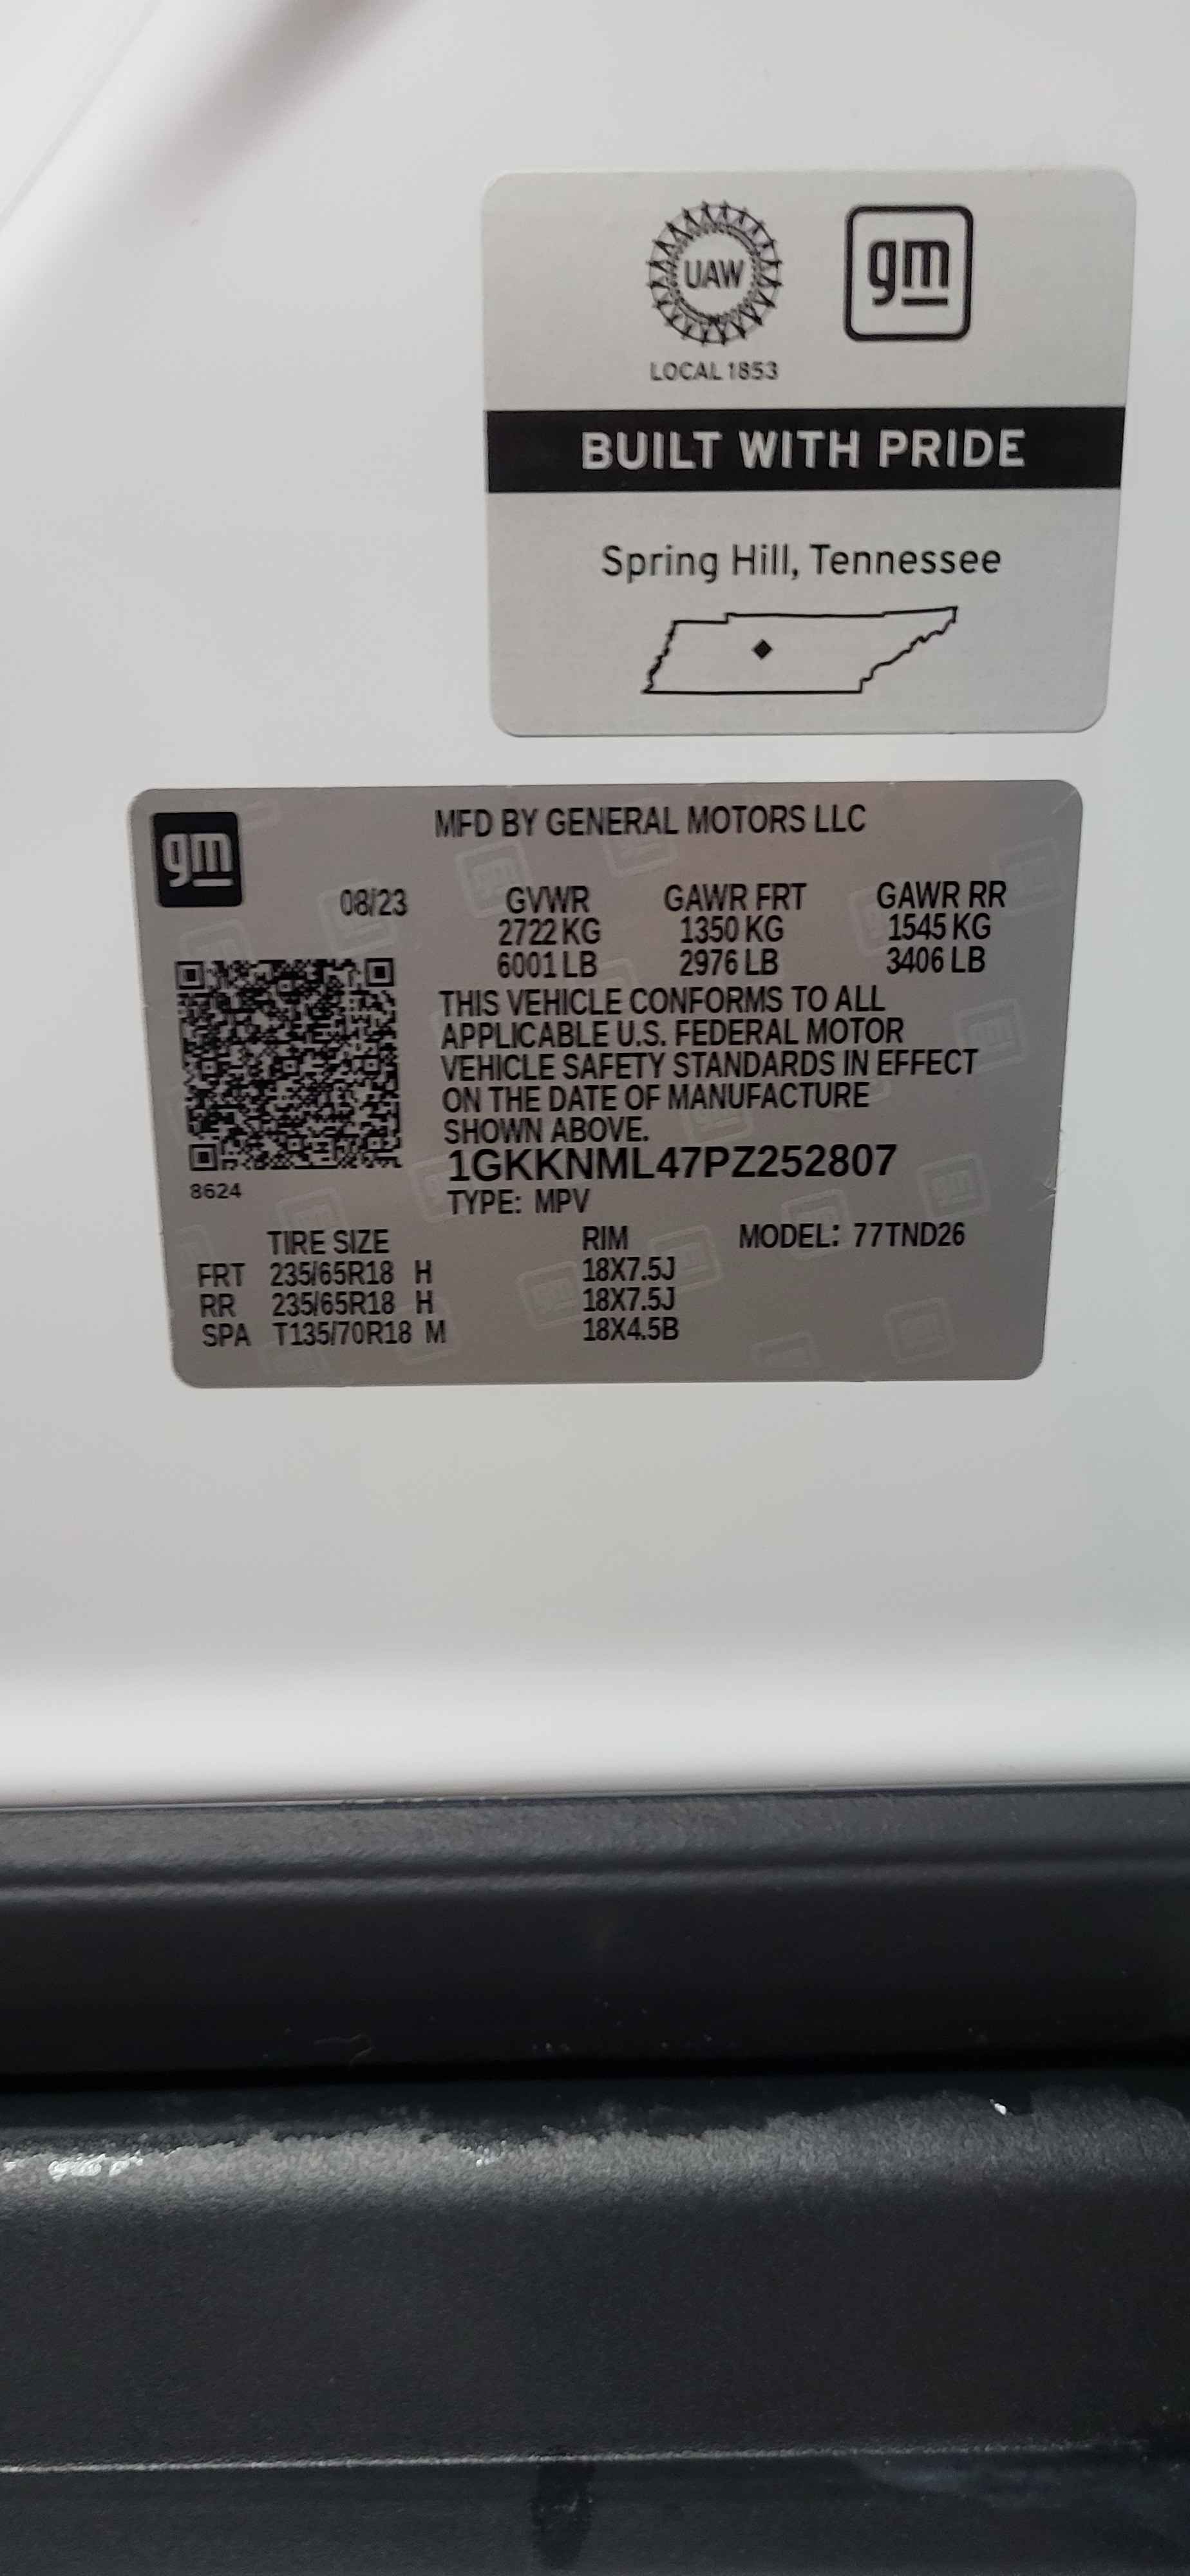 UAW
gm
LOCAL 1853
BUILT WITH PRIDE
Spring Hill, Tennessee
gm
MFD BY GENERAL MOTORS LLC
08/23 GVWR GAWR FRT GAWR RR
2722 KG 1350 KG 1545 KG
6001 LB 2976 LB 3406 LB
THIS VEHICLE CONFORMS TO ALL
APPLICABLE U.S. FEDERAL MOTOR
VEHICLE SAFETY STANDARDS IN EFFECT
ON THE DATE OF MANUFACTURE
SHOWN ABOVE.
1GKKNML47PZ252807
8624
TYPE: MPV
TIRE SIZE RIM MODEL: 77TND26
FRT 235/65R18 H 18X7.5J
RR 235/65R18 H 18X7.5J
SPA T135/70R18 M 18X4.5B